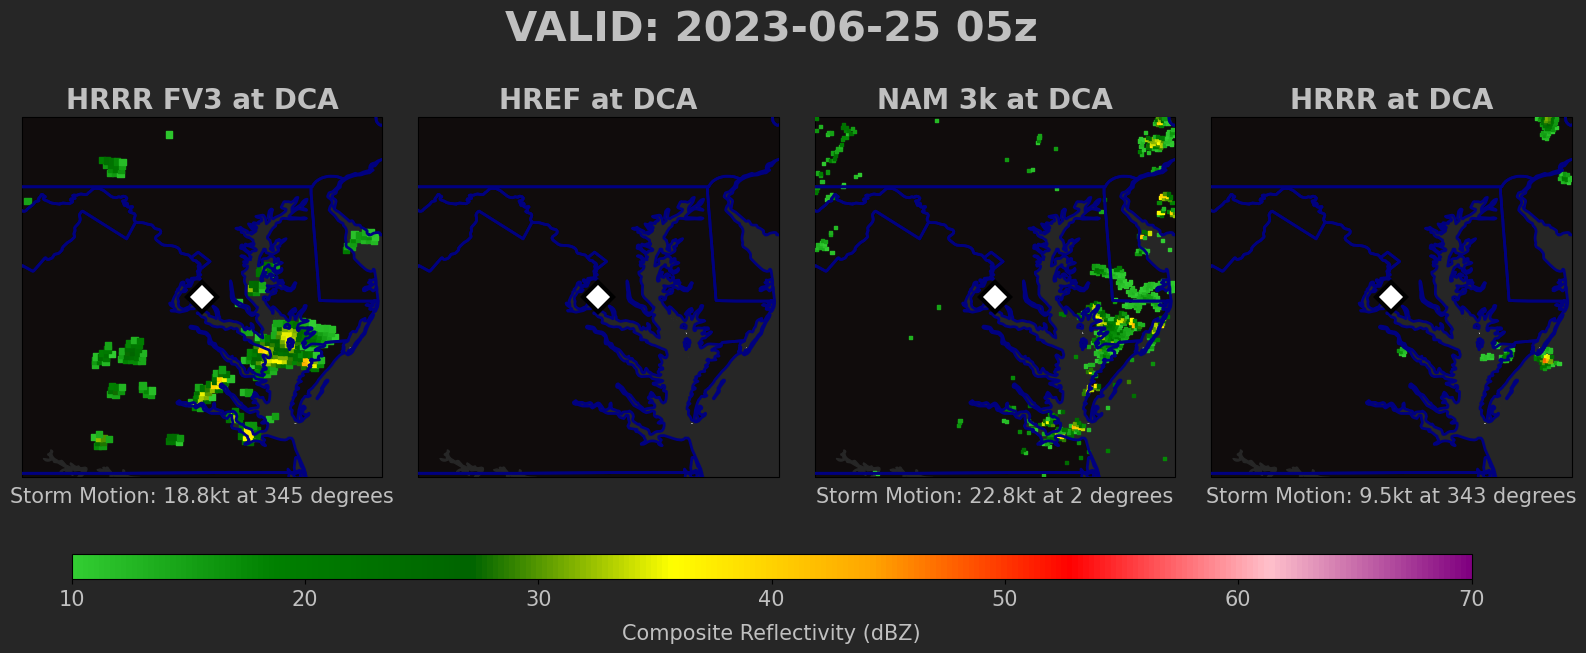 VALID: 2023-06-25 05z
HRRR FV3 at DCA
HREF at DCA
NAM 3k at DCA
HRRR at DCA
Storm Motion: 18.8kt at 345 degrees
Storm Motion: 22.8kt at 2 degrees
Storm Motion: 9.5kt at 343 degrees
10 20 30 40 50 60 70
Composite Reflectivity (dBZ)